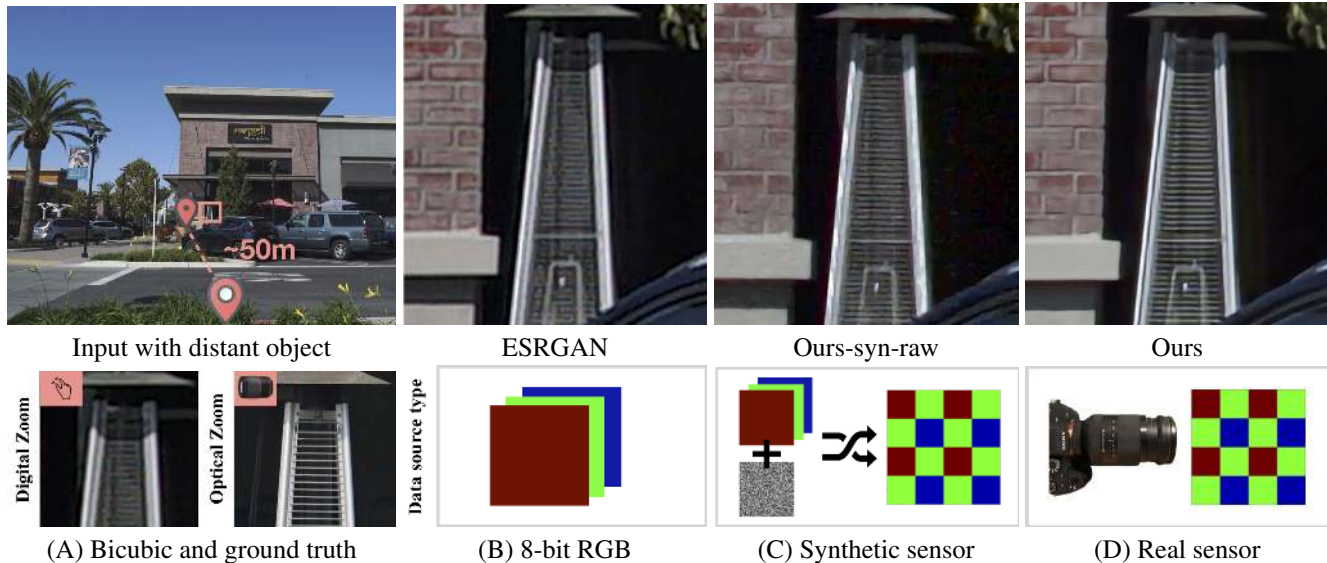 ~50m
Input with distant object
ESRGAN
Ours-syn-raw
Ours
Digital Zoom
Optical Zoom
Data source type
(A) Bicubic and ground truth
(B) 8-bit RGB
(C) Synthetic sensor
(D) Real sensor